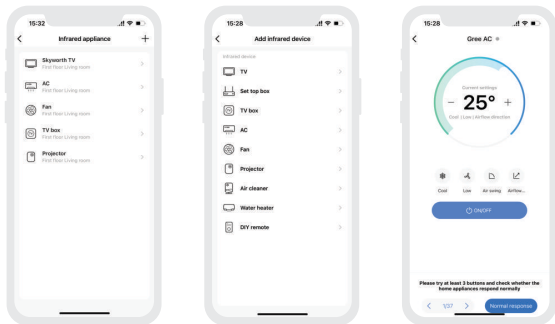 15:32
Infrared appliance
Skyworth TV
First floor Living room
AC
First floor Living room
Fan
First floor Living room
TV box
First floor Living room
Projector
First floor Living room
15:28
Add infrared device
Infrared device
TV
Set top box
TV box
AC
Fan
Projector
Air cleaner
Water heater
DIY remote
15:28
Gree AC
Current settings
- 25° +
Cool | Low | Airflow direction
Cool Low Air swing Airflow...
ON/OFF
Please try at least 3 buttons and check whether the
home appliances respond normally
1/37 Normal response